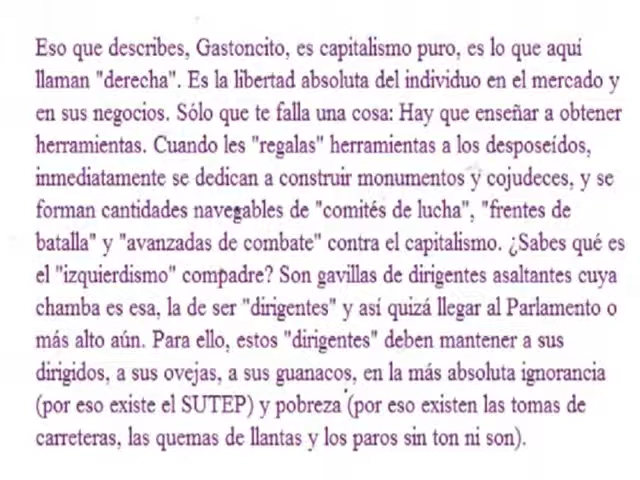 Eso que describes, Gastoncito, es capitalismo puro, es lo que aquí
llaman "derecha". Es la libertad absoluta del individuo en el mercado y
en sus negocios. Sólo que te falla una cosa: Hay que enseñar a obtener
herramientas. Cuando les "regalas" herramientas a los desposeídos,
inmediatamente se dedican a construir monumentos y cojudeces, y se
forman cantidades navegables de "comités de lucha", "frentes de
batalla" y "avanzadas de combate" contra el capitalismo. ¿Sabes qué es
el "izquierdismo" compadre? Son gavillas de dirigentes asaltantes cuya
chamba es esa, la de ser "dirigentes" y así quizá llegar al Parlamento o
más alto aún. Para ello, estos "dirigentes" deben mantener a sus
dirigidos, a sus ovejas, a sus guanacos, en la más absoluta ignorancia
(por eso existe el SUTEP) y pobreza (por eso existen las tomas de
carreteras, las quemas de llantas y los paros sin ton ni son).